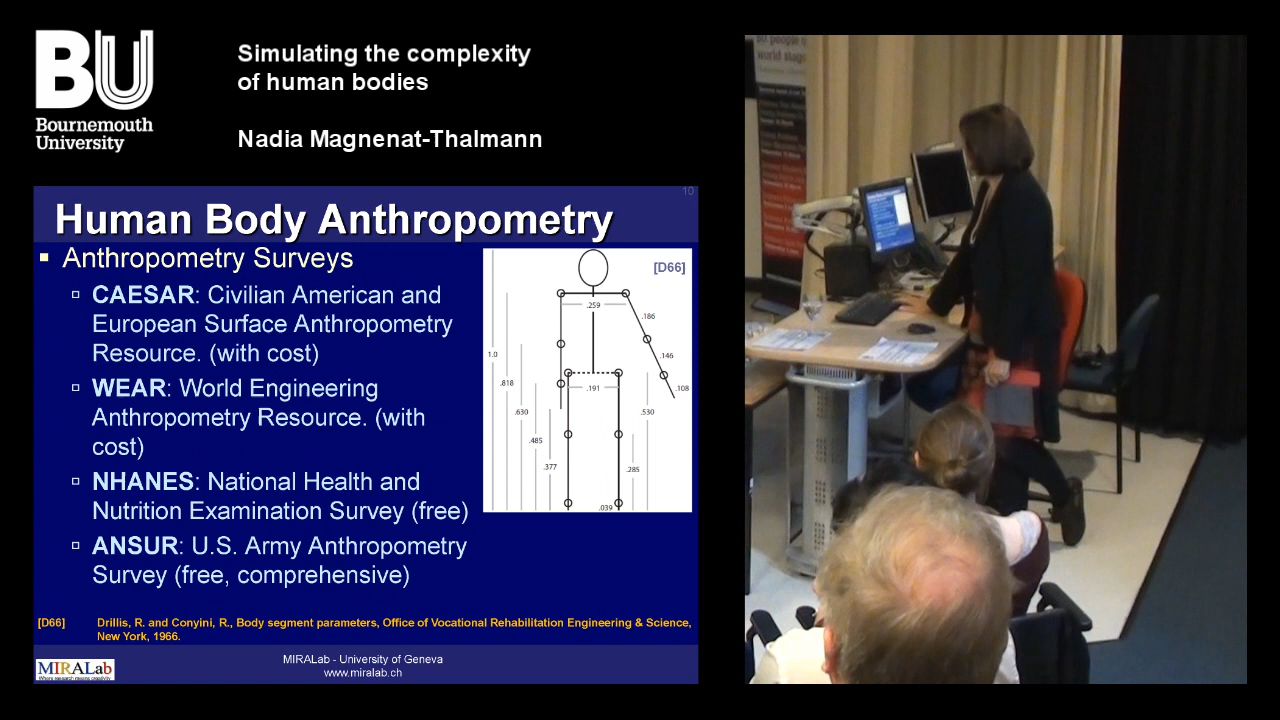 BU
Bournemouth
University
Simulating the complexity
of human bodies
Nadia Magnenat-Thalmann
10
Human Body Anthropometry
Anthropometry Surveys
CAESAR: Civilian American and
European Surface Anthropometry
Resource. (with cost)
WEAR: World Engineering
Anthropometry Resource. (with
cost)
NHANES: National Health and
Nutrition Examination Survey (free)
ANSUR: U.S. Army Anthropometry
Survey (free, comprehensive)
[D66]
.259
.186
1.0
.146
.818
.191
.108
.630
.530
.485
.377
.285
.039
[D66] Drillis, R. and Conyini, R., Body segment parameters, Office of Vocational Rehabilitation Engineering & Science,
New York, 1966.
MIRALab
MIRALab - University of Geneva
www.miralab.ch
world stage